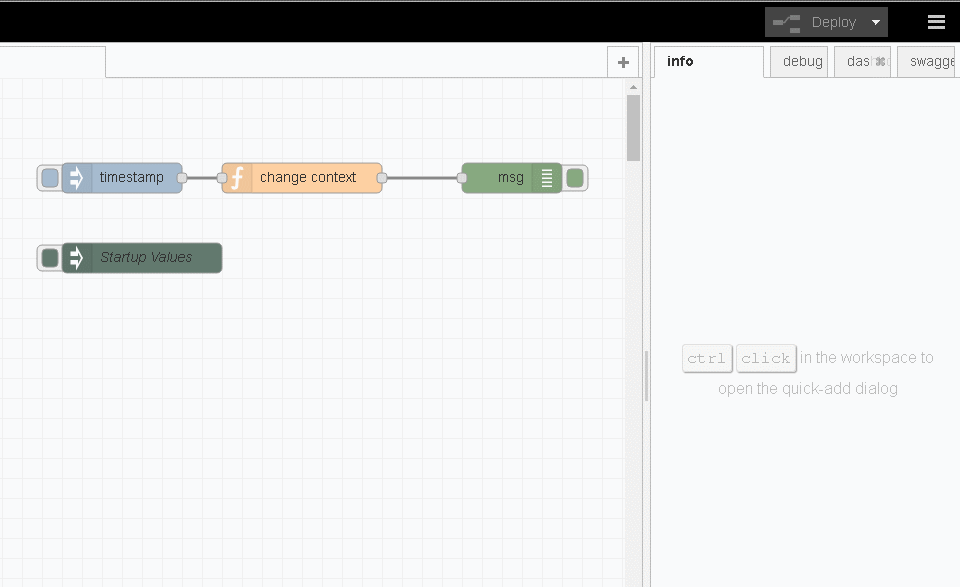 Deploy
info
debug
das
swagge
timestamp
change context
msg
Startup Values
ctrl click in the workspace to
open the quick-add dialog